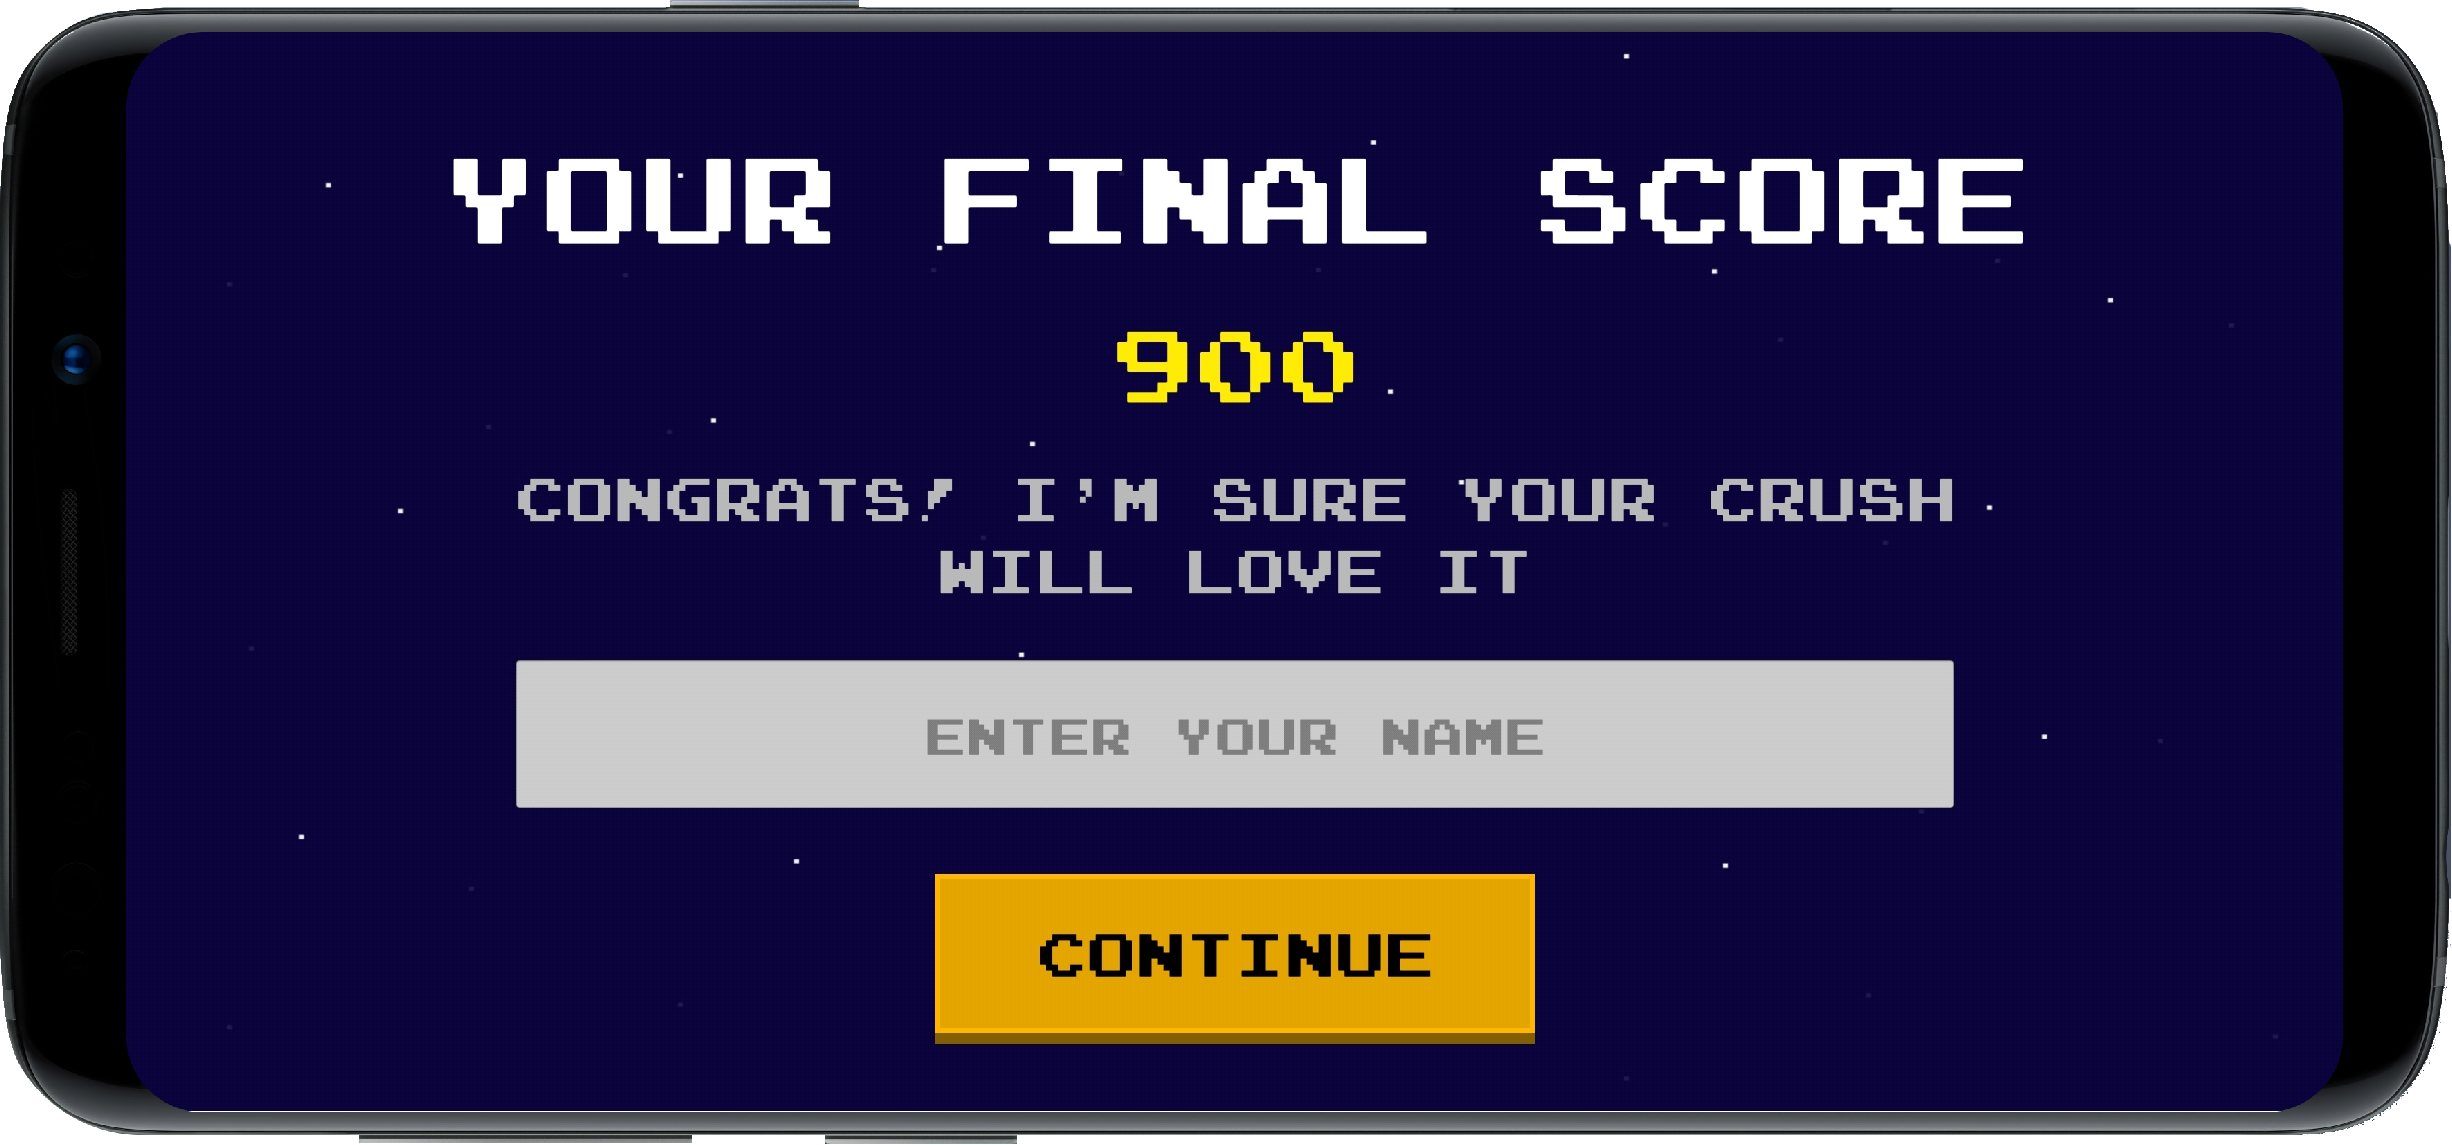 YOUR FINAL SCORE
900
CONGRATS! I'M SURE YOUR CRUSH
WILL LOVE IT
ENTER YOUR NAME
CONTINUE